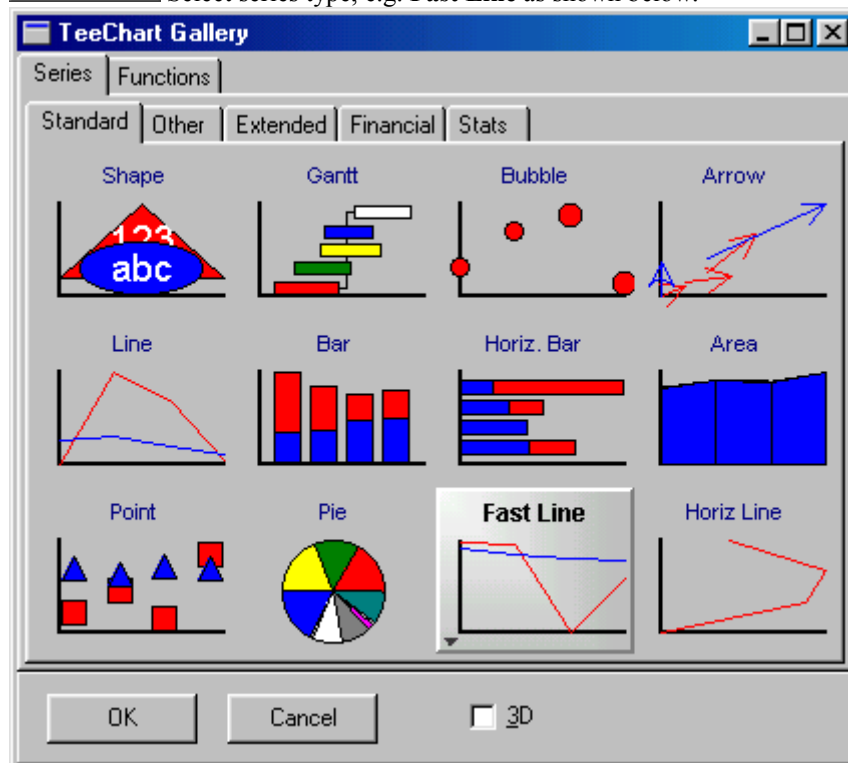 Select series type, e.g. Fast Line as shown below.
TeeChart Gallery
Series Functions
Standard Other Extended Financial Stats
Shape Gantt Bubble Arrow
123
abc
Line Bar Horiz. Bar Area
Point Pie Fast Line Horiz Line
OK Cancel 3D